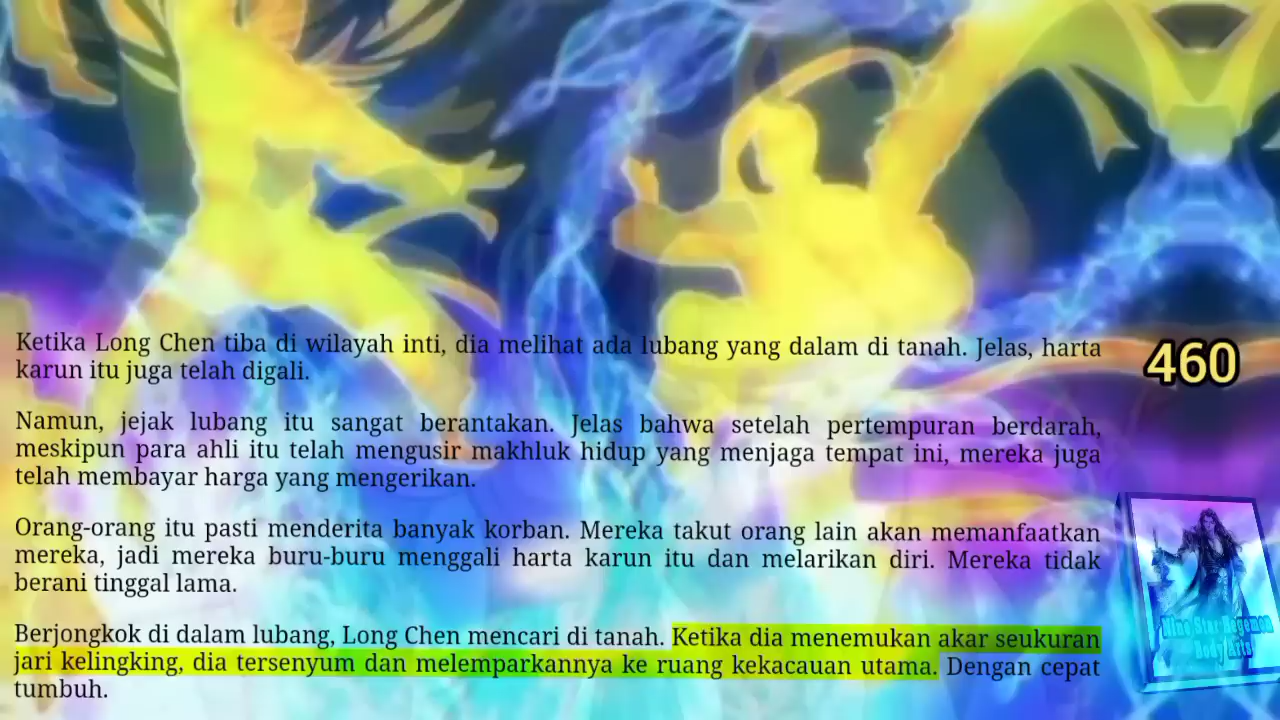 Ketika Long Chen tiba di wilayah inti, dia melihat ada lubang yang dalam di tanah. Jelas, harta
karun itu juga telah digali.
460
Namun, jejak lubang itu sangat berantakan. Jelas bahwa setelah pertempuran berdarah,
meskipun para ahli itu telah mengusir makhluk hidup yang menjaga tempat ini, mereka juga
telah membayar harga yang mengerikan.
Orang-orang itu pasti menderita banyak korban. Mereka takut orang lain akan memanfaatkan
mereka, jadi mereka buru-buru menggali harta karun itu dan melarikan diri. Mereka tidak
berani tinggal lama.
Berjongkok di dalam lubang, Long Chen mencari di tanah. Ketika dia menemukan akar seukuran
jari kelingking, dia tersenyum dan melemparkannya ke ruang kekacauan utama. Dengan cepat
tumbuh.
Nine Star Hegemon
Body Arts